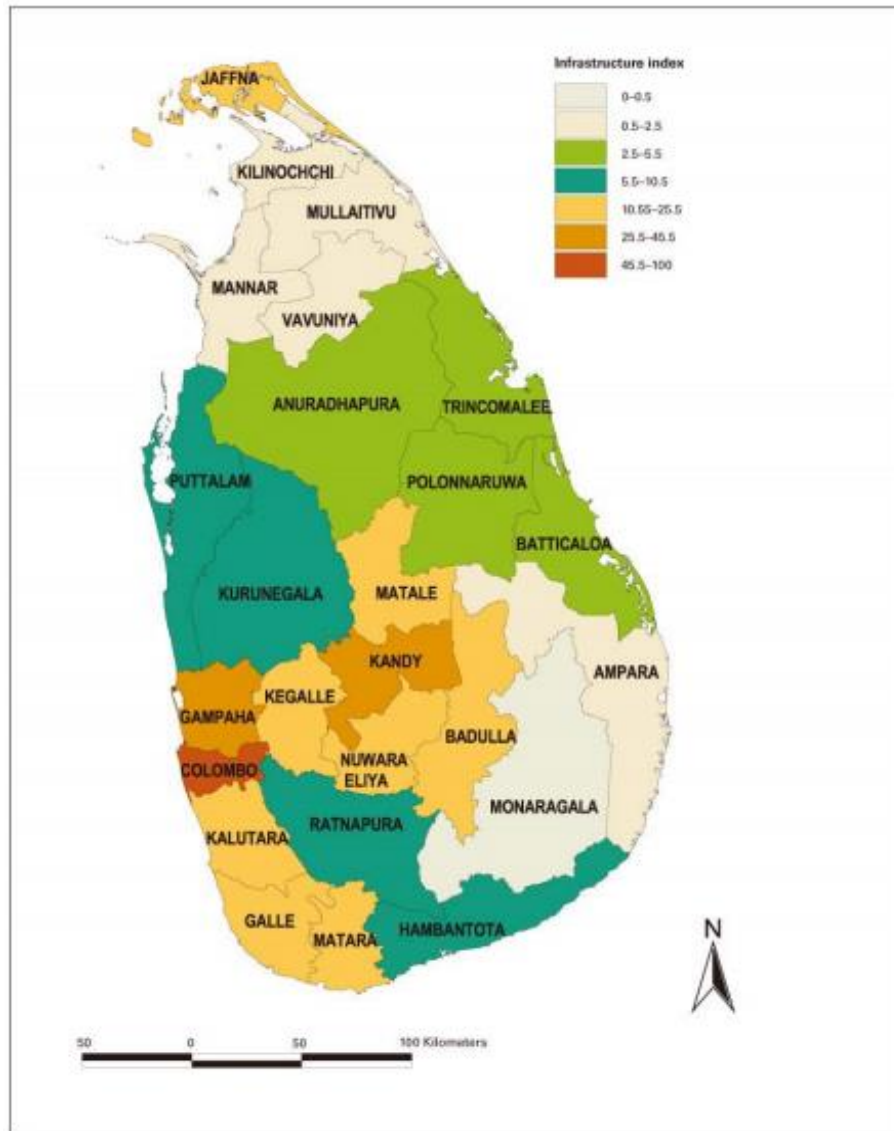 Infrastructure index
0–0.5
0.5–2.5
2.5–5.5
5.5–10.5
10.55–25.5
25.5–45.5
45.5–100
JAFFNA
KILINOCHCHI
MULLAITIVU
MANNAR
VAVUNIYA
ANURADHAPURA
TRINCOMALEE
PUTTALAM
POLONNARUWA
BATTICALOA
KURUNEGALA
MATALE
KANDY
AMPARA
KEGALLE
GAMPAHA
BADULLA
NUWARA
ELIYA
COLOMBO
MONARAGALA
RATNAPURA
KALUTARA
GALLE
MATARA
HAMBANTOTA
N
50 0 50 100 Kilometers